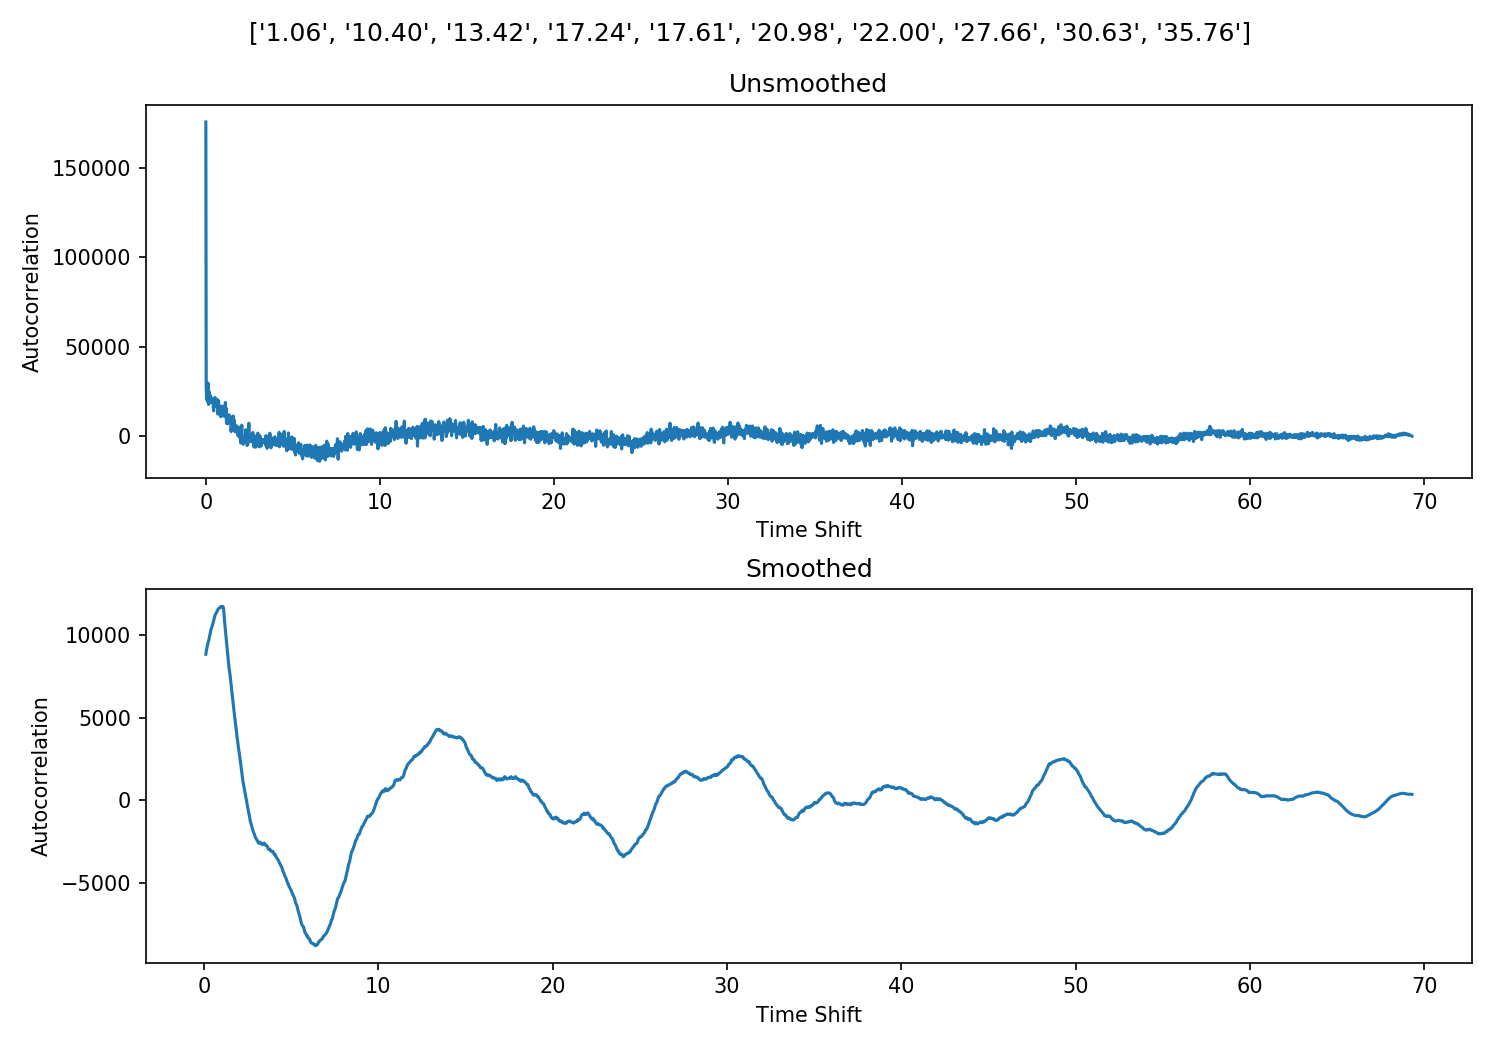 ['1.06', '10.40', '13.42', '17.24', '17.61', '20.98', '22.00', '27.66', '30.63', '35.76']
Unsmoothed
Autocorrelation
150000
100000
50000
0
0 10 20 30 40 50 60 70
Time Shift
Smoothed
Autocorrelation
10000
5000
0
−5000
0 10 20 30 40 50 60 70
Time Shift